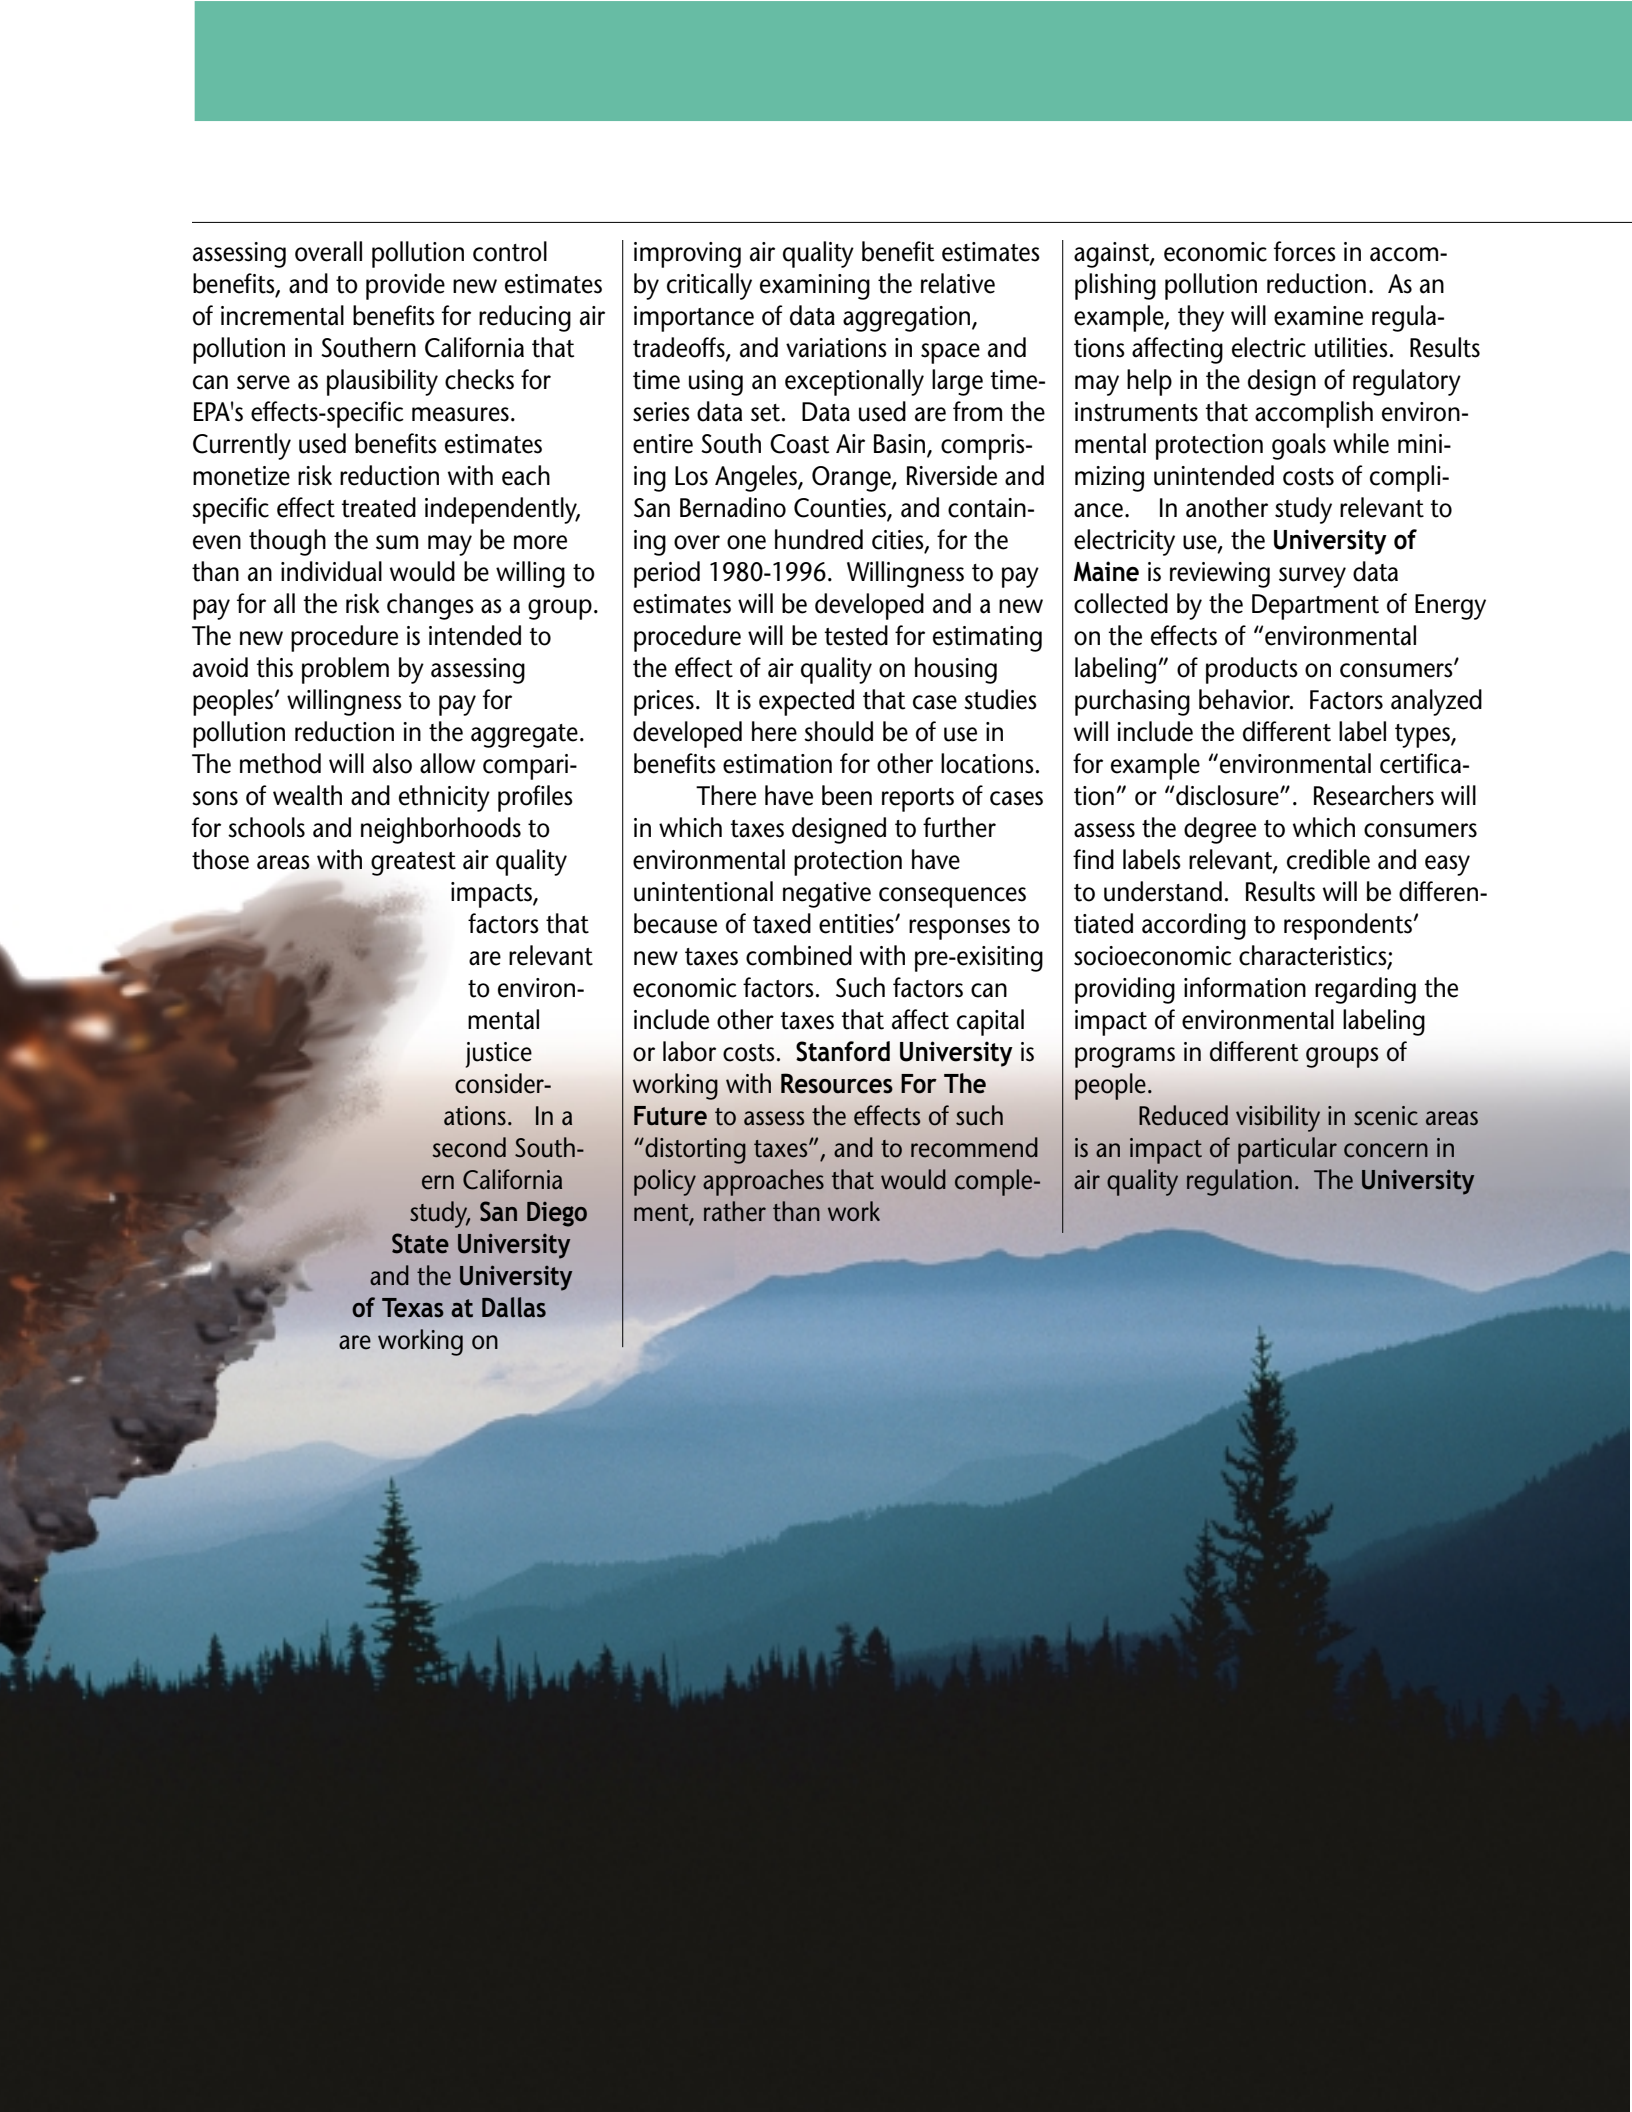 assessing overall pollution control
benefits, and to provide new estimates
of incremental benefits for reducing air
pollution in Southern California that
can serve as plausibility checks for
EPA's effects-specific measures.
Currently used benefits estimates
monetize risk reduction with each
specific effect treated independently,
even though the sum may be more
than an individual would be willing to
pay for all the risk changes as a group.
The new procedure is intended to
avoid this problem by assessing
peoples’ willingness to pay for
pollution reduction in the aggregate.
The method will also allow compari-
sons of wealth and ethnicity profiles
for schools and neighborhoods to
those areas with greatest air quality
impacts,
factors that
are relevant
to environ-
mental
justice
consider-
ations.   In a
second South-
ern California
study, San Diego
State University
and the University
of Texas at Dallas
are working on
improving air quality benefit estimates
by critically examining the relative
importance of data aggregation,
tradeoffs, and variations in space and
time using an exceptionally large time-
series data set.  Data used are from the
entire South Coast Air Basin, compris-
ing Los Angeles, Orange, Riverside and
San Bernadino Counties, and contain-
ing over one hundred cities, for the
period 1980-1996.  Willingness to pay
estimates will be developed and a new
procedure will be tested for estimating
the effect of air quality on housing
prices.  It is expected that case studies
developed here should be of use in
benefits estimation for other locations.
There have been reports of cases
in which taxes designed to further
environmental protection have
unintentional negative consequences
because of taxed entities’ responses to
new taxes combined with pre-exisiting
economic factors.  Such factors can
include other taxes that affect capital
or labor costs.  Stanford University is
working with Resources For The
Future to assess the effects of such
“distorting taxes”, and to recommend
policy approaches that would comple-
ment, rather than work
against, economic forces in accom-
plishing pollution reduction.  As an
example, they will examine regula-
tions affecting electric utilities.  Results
may help in the design of regulatory
instruments that accomplish environ-
mental protection goals while mini-
mizing unintended costs of compli-
ance.    In another study relevant to
electricity use, the University of
Maine is reviewing survey data
collected by the Department of Energy
on the effects of “environmental
labeling” of products on consumers’
purchasing behavior.  Factors analyzed
will include the different label types,
for example “environmental certifica-
tion” or “disclosure”.  Researchers will
assess the degree to which consumers
find labels relevant, credible and easy
to understand.  Results will be differen-
tiated according to respondents’
socioeconomic characteristics;
providing information regarding the
impact of environmental labeling
programs in different groups of
people.
Reduced visibility in scenic areas
is an impact of particular concern in
air quality regulation.  The University